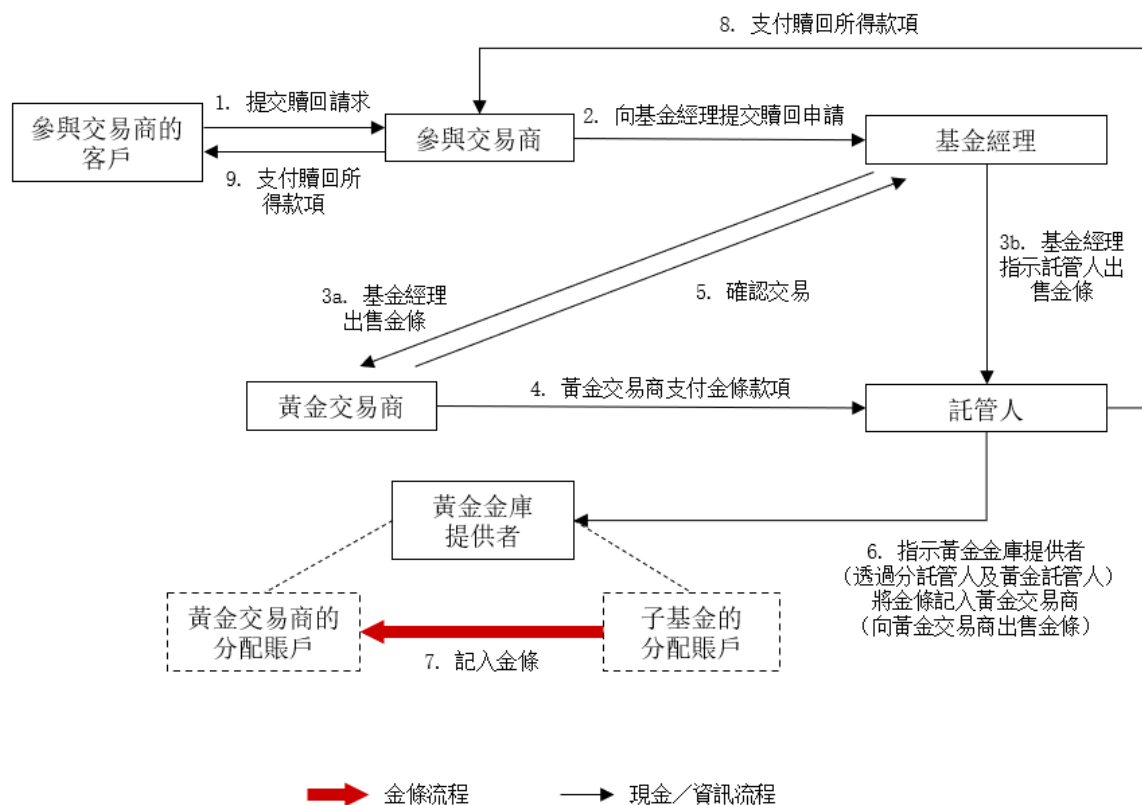 8. 支付贖回所得款項
1. 提交贖回請求
2. 向基金經理提交贖回申請
參與交易商的
客戶
參與交易商
基金經理
9. 支付贖回所
得款項
3a. 基金經理
出售金條
5. 確認交易
3b. 基金經理
指示託管人出
售金條
黃金交易商
4. 黃金交易商支付金條款項
託管人
黃金金庫
提供者
6. 指示黃金金庫提供者
(透過分託管人及黃金託管人)
將金條記入黃金交易商
(向黃金交易商出售金條)
黃金交易商的
分配賬戶
子基金的
分配賬戶
7. 記入金條
金條流程
現金／資訊流程